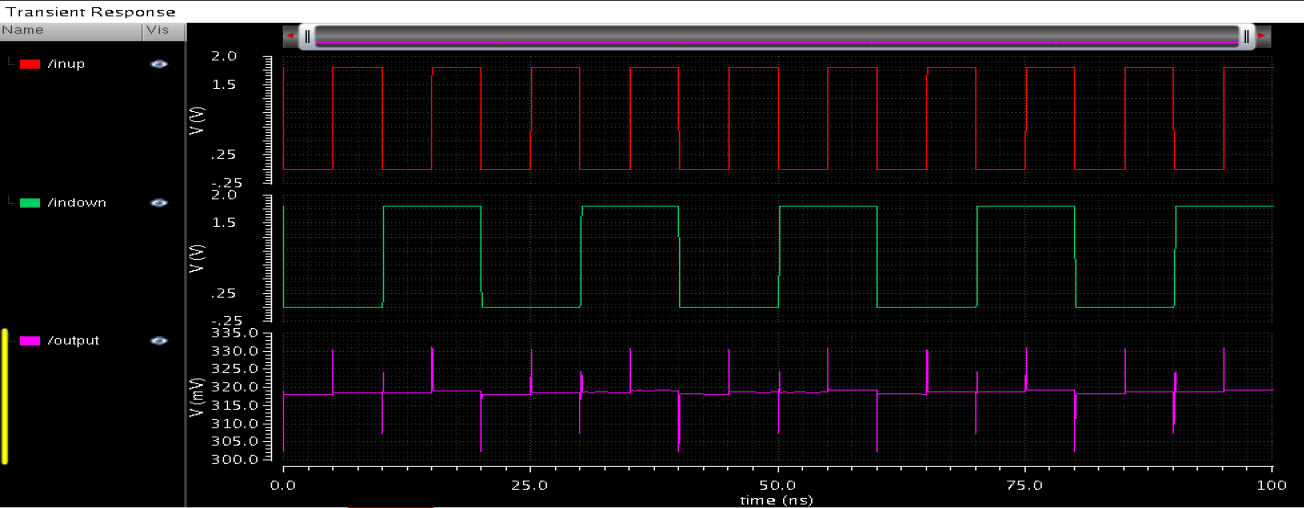 Transient Response
Name Vis
/inup
2.0
1.5
.25
-.25
V (V)
/indown
2.0
1.5
.25
-.25
V (V)
/output
335.0
330.0
325.0
320.0
315.0
310.0
305.0
300.0
V (mV)
0.0 25.0 50.0 75.0 100
time (ns)